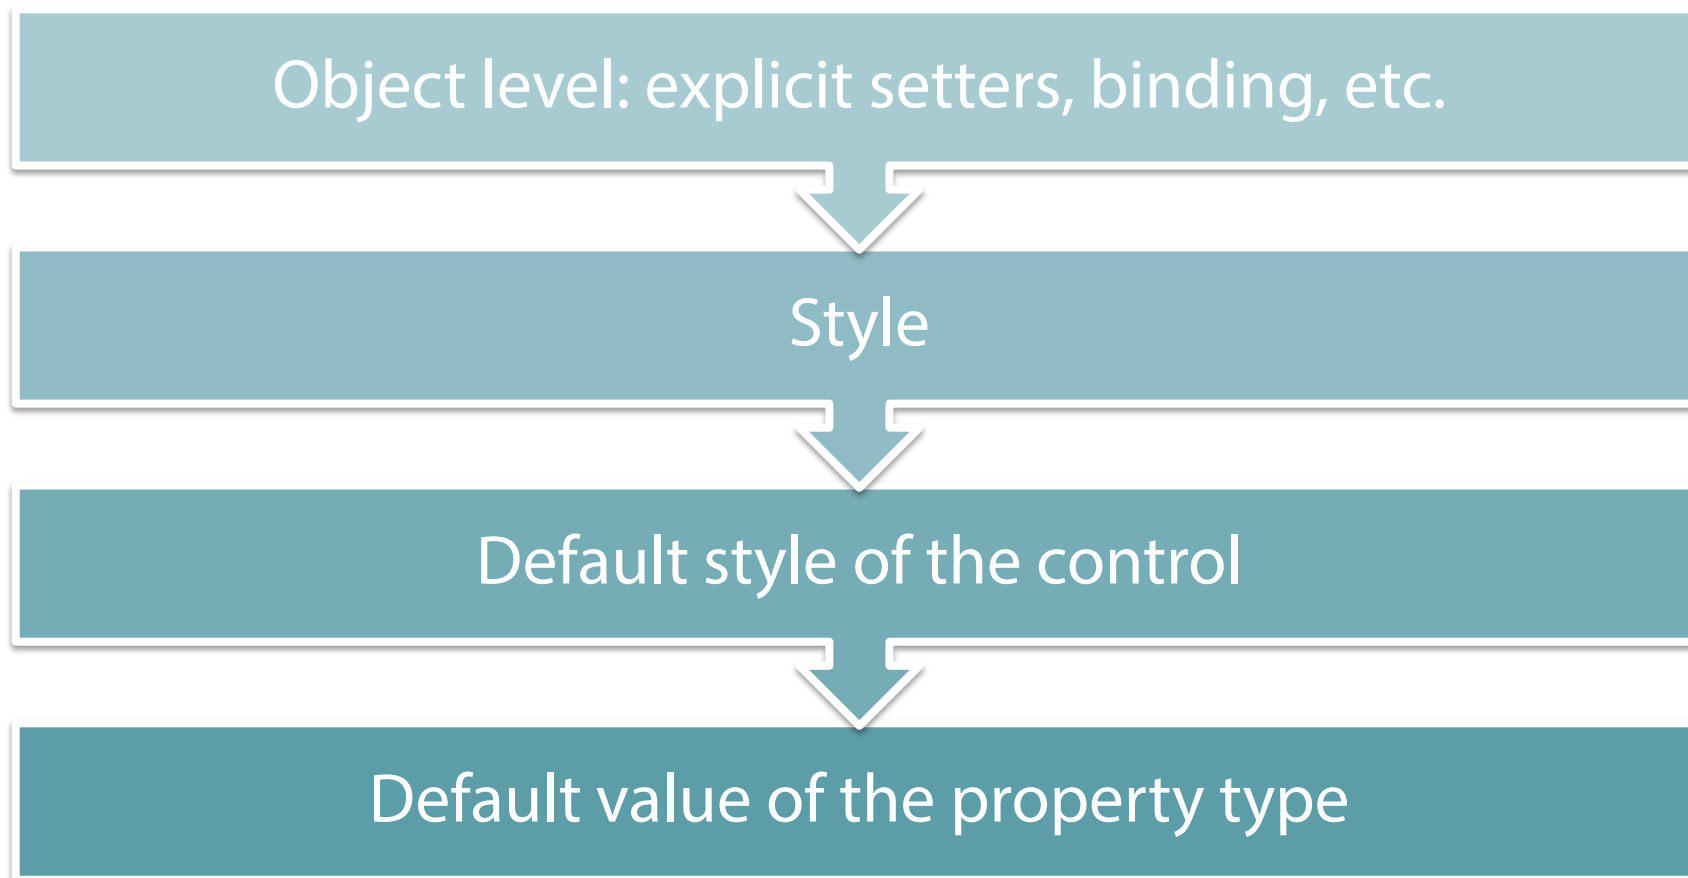 Object level: explicit setters, binding, etc.
Style
Default style of the control
Default value of the property type